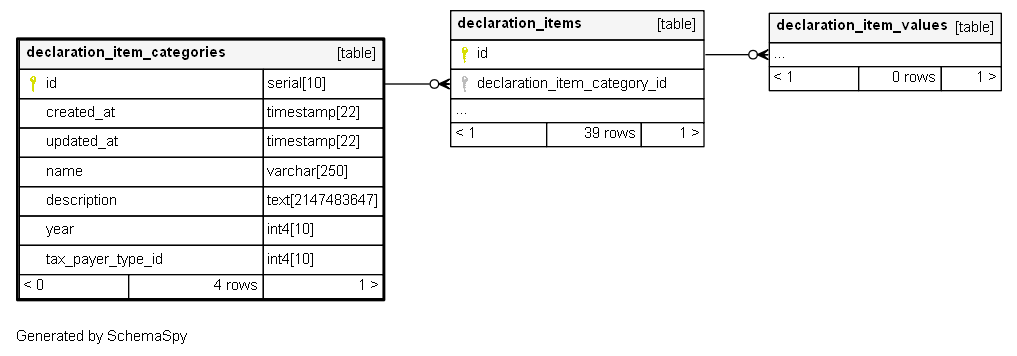 declaration_item_categories [table]
id serial[10]
created_at timestamp[22]
updated_at timestamp[22]
name varchar[250]
description text[2147483647]
year int4[10]
tax_payer_type_id int4[10]
< 0 4 rows 1 >
declaration_items [table]
id
declaration_item_category_id
...
< 1 39 rows 1 >
declaration_item_values [table]
...
< 1 0 rows 1 >
Generated by SchemaSpy